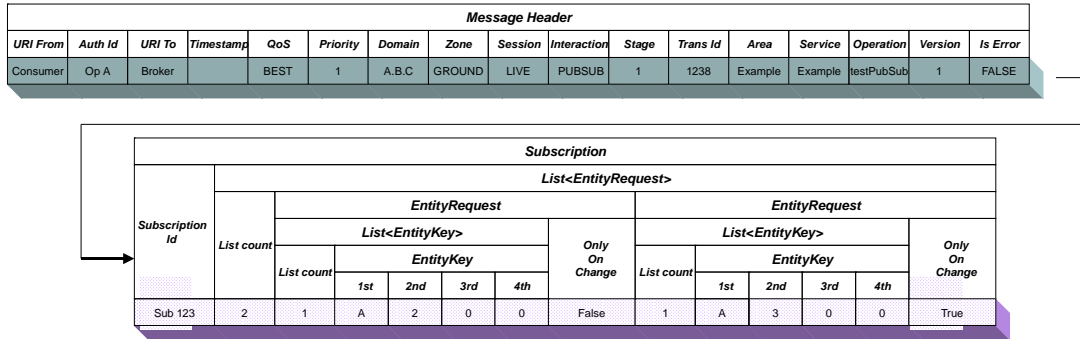 Message Header
URI From Auth Id URI To Timestamp QoS Priority Domain Zone Session Interaction Stage Trans Id Area Service Operation Version Is Error
Consumer Op A Broker BEST 1 A.B.C GROUND LIVE PUBSUB 1 1238 Example Example testPubSub 1 FALSE
Subscription
List<EntityRequest>
EntityRequest EntityRequest
Subscription
Id
List count
List<EntityKey>
Only
On
Change
List<EntityKey>
Only
On
Change
List count
EntityKey
List count
EntityKey
1st 2nd 3rd 4th 1st 2nd 3rd 4th
Sub 123 2 1 A 2 0 0 False 1 A 3 0 0 True